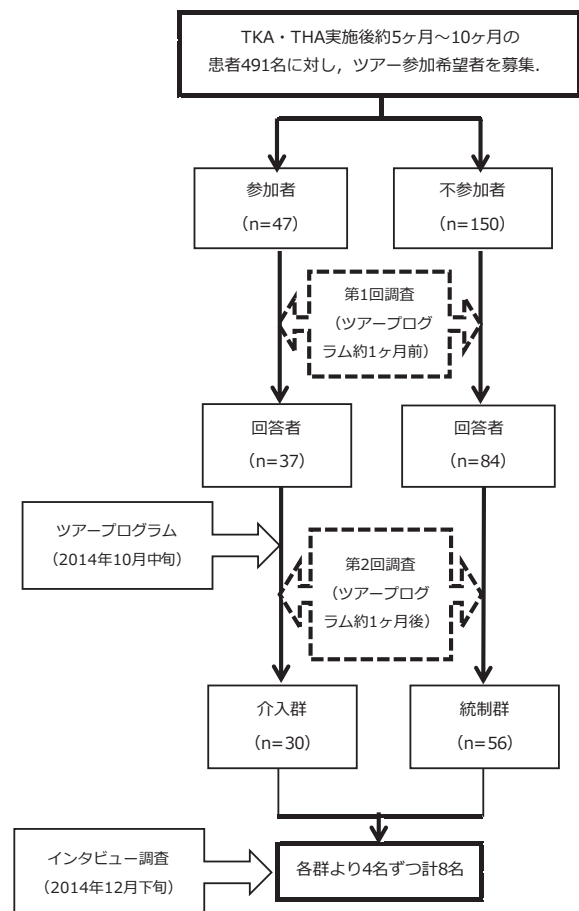 TKA・THA実施後約5ヶ月～10ヶ月の
患者491名に対し，ツアー参加希望者を募集．
参加者
（n=47）
不参加者
（n=150）
第1回調査
（ツアープログ
ラム約1ヶ月前）
回答者
（n=37）
回答者
（n=84）
ツアープログラム
（2014年10月中旬）
第2回調査
（ツアープログ
ラム約1ヶ月後）
介入群
（n=30）
統制群
（n=56）
インタビュー調査
（2014年12月下旬）
各群より4名ずつ計8名